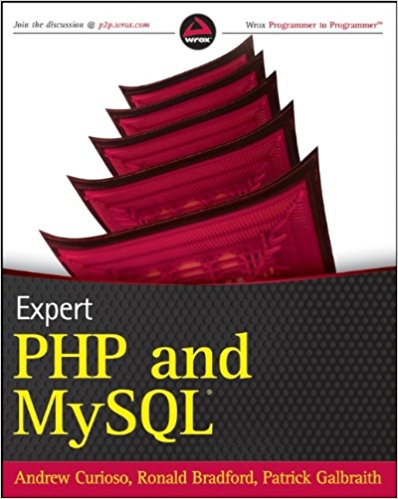 Join the discussion @ p2p.wrox.com
Wrox Programmer to Programmer™
wrox™
Expert
PHP and
MySQL®
Andrew Curioso, Ronald Bradford, Patrick Galbraith